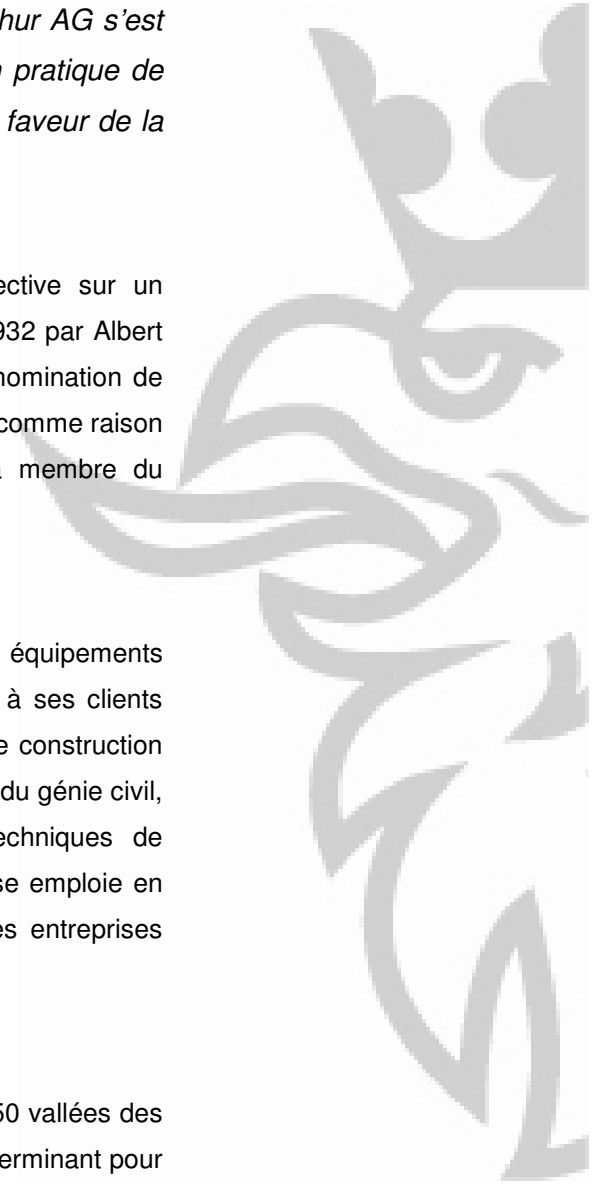 hur AG s'est
pratique de
faveur de la
ective sur un
932 par Albert
nomination de
comme raison
membre du
équipements
à ses clients
e construction
du génie civil,
echniques de
se emploie en
es entreprises
50 vallées des
terminant pour